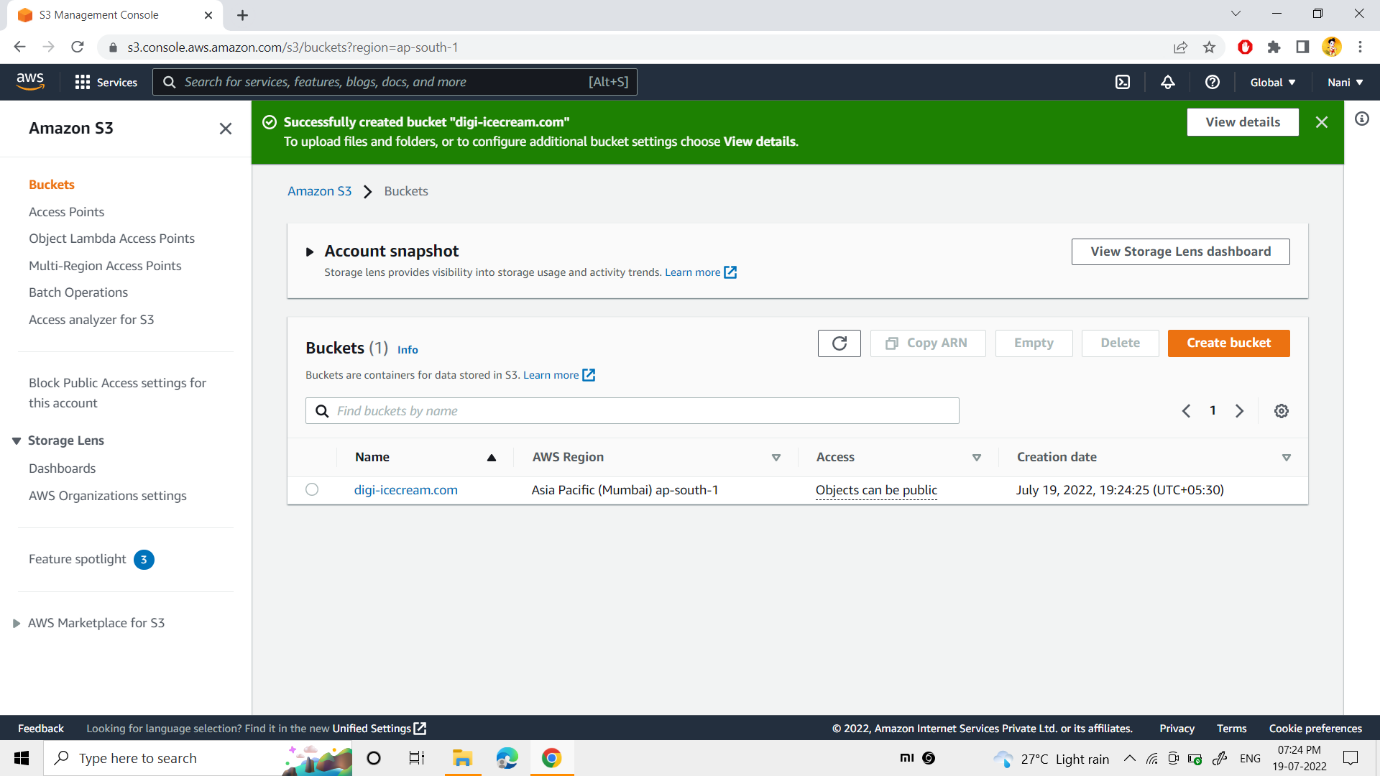 S3 Management Console
s3.console.aws.amazon.com/s3/buckets?region=ap-south-1
aws
Services
Search for services, features, blogs, docs, and more
[Alt+S]
Global
Nani
Amazon S3
Buckets
Access Points
Object Lambda Access Points
Multi-Region Access Points
Batch Operations
Access analyzer for S3
Block Public Access settings for
this account
Storage Lens
Dashboards
AWS Organizations settings
Feature spotlight 3
AWS Marketplace for S3
Successfully created bucket "digi-icecream.com"
To upload files and folders, or to configure additional bucket settings choose View details.
View details
Amazon S3 Buckets
Account snapshot
Storage lens provides visibility into storage usage and activity trends. Learn more
View Storage Lens dashboard
Buckets (1) Info
Buckets are containers for data stored in S3. Learn more
Copy ARN
Empty
Delete
Create bucket
Find buckets by name
1
Name AWS Region Access Creation date
digi-icecream.com Asia Pacific (Mumbai) ap-south-1 Objects can be public July 19, 2022, 19:24:25 (UTC+05:30)
Feedback Looking for language selection? Find it in the new Unified Settings © 2022, Amazon Internet Services Private Ltd. or its affiliates. Privacy Terms Cookie preferences
Type here to search
27°C Light rain
ENG
07:24 PM
19-07-2022